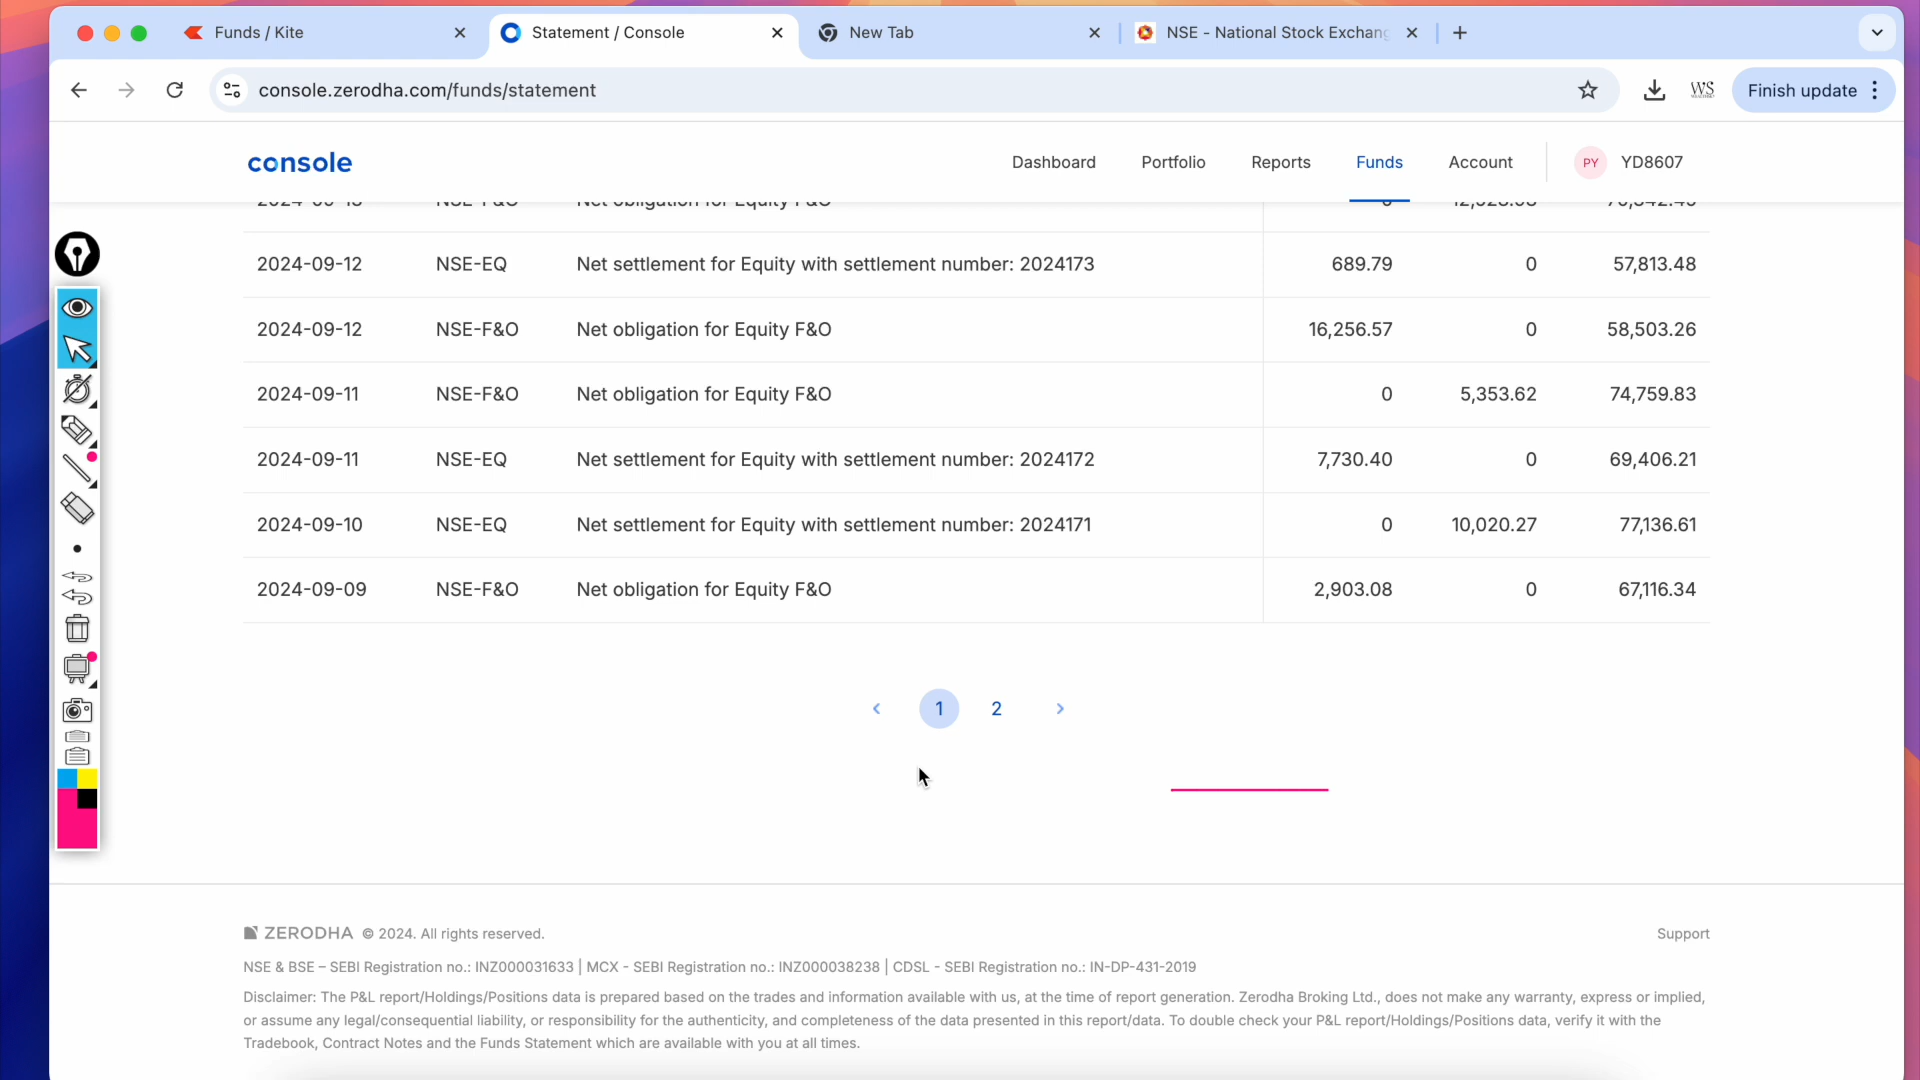 Funds / Kite
Statement / Console
New Tab
NSE - National Stock Exchang
console.zerodha.com/funds/statement
WS
Finish update
console
Dashboard
Portfolio
Reports
Funds
Account
PY
YD8607
2024-09-12 NSE-EQ Net settlement for Equity with settlement number: 2024173 689.79 0 57,813.48
2024-09-12 NSE-F&O Net obligation for Equity F&O 16,256.57 0 58,503.26
2024-09-11 NSE-F&O Net obligation for Equity F&O 0 5,353.62 74,759.83
2024-09-11 NSE-EQ Net settlement for Equity with settlement number: 2024172 7,730.40 0 69,406.21
2024-09-10 NSE-EQ Net settlement for Equity with settlement number: 2024171 0 10,020.27 77,136.61
2024-09-09 NSE-F&O Net obligation for Equity F&O 2,903.08 0 67,116.34
1 2
ZERODHA © 2024. All rights reserved.
Support
NSE & BSE – SEBI Registration no.: INZ000031633 | MCX - SEBI Registration no.: INZ000038238 | CDSL - SEBI Registration no.: IN-DP-431-2019
Disclaimer: The P&L report/Holdings/Positions data is prepared based on the trades and information available with us, at the time of report generation. Zerodha Broking Ltd., does not make any warranty, express or implied,
or assume any legal/consequential liability, or responsibility for the authenticity, and completeness of the data presented in this report/data. To double check your P&L report/Holdings/Positions data, verify it with the
Tradebook, Contract Notes and the Funds Statement which are available with you at all times.